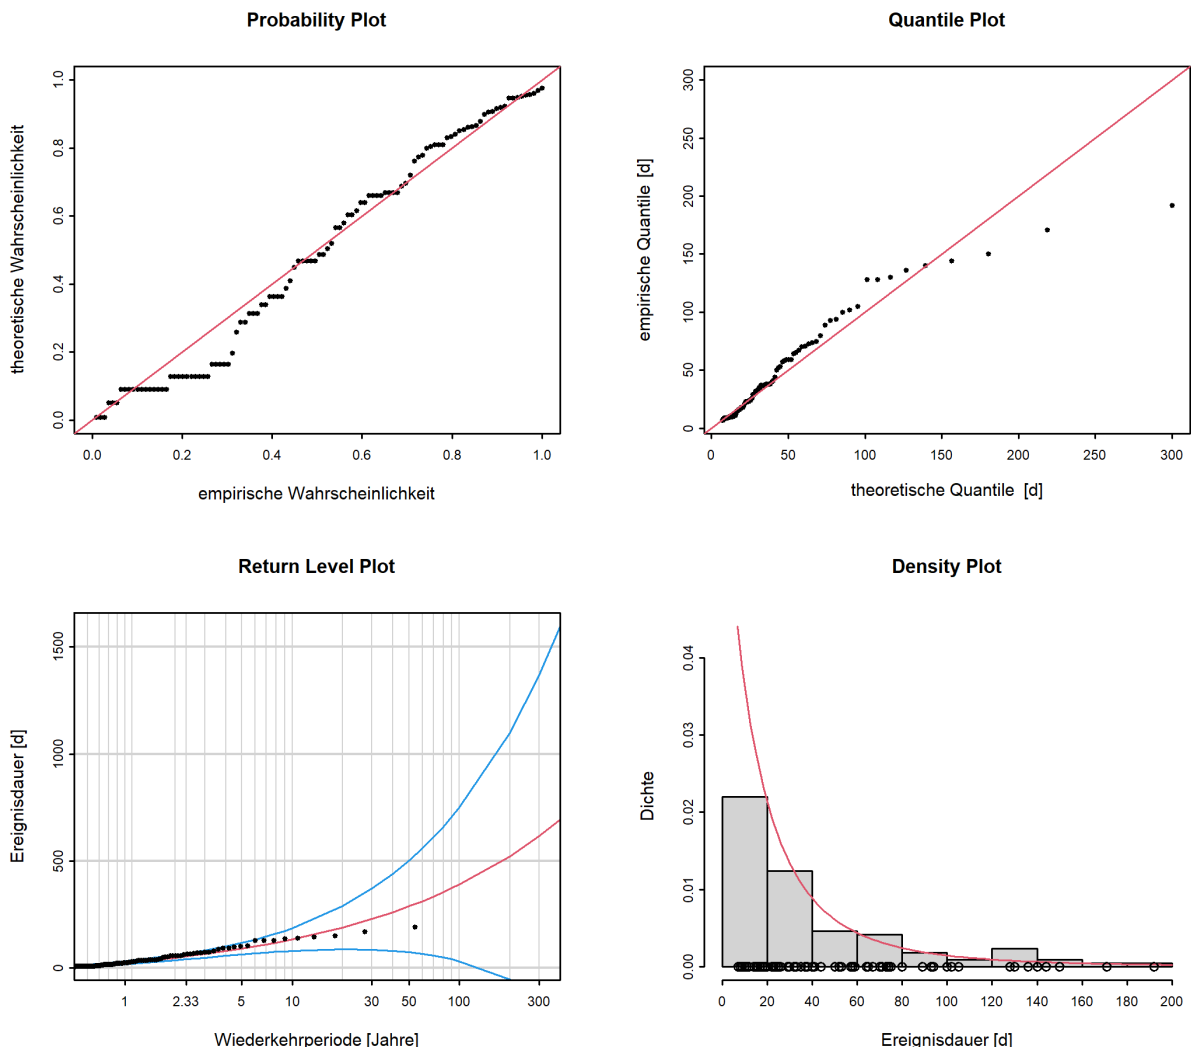 Probability Plot
theoretische Wahrscheinlichkeit
0.0 0.2 0.4 0.6 0.8 1.0
0.0 0.2 0.4 0.6 0.8 1.0
empirische Wahrscheinlichkeit
Quantile Plot
empirische Quantile [d]
0 50 100 150 200 250 300
0 50 100 150 200 250 300
theoretische Quantile [d]
Return Level Plot
Ereignisdauer [d]
0 500 1000 1500
1 2.33 5 10 30 50 100 300
Wiederkehrperiode [Jahre]
Density Plot
Dichte
0.00 0.01 0.02 0.03 0.04
0 20 40 60 80 100 120 140 160 180 200
Ereignisdauer [d]